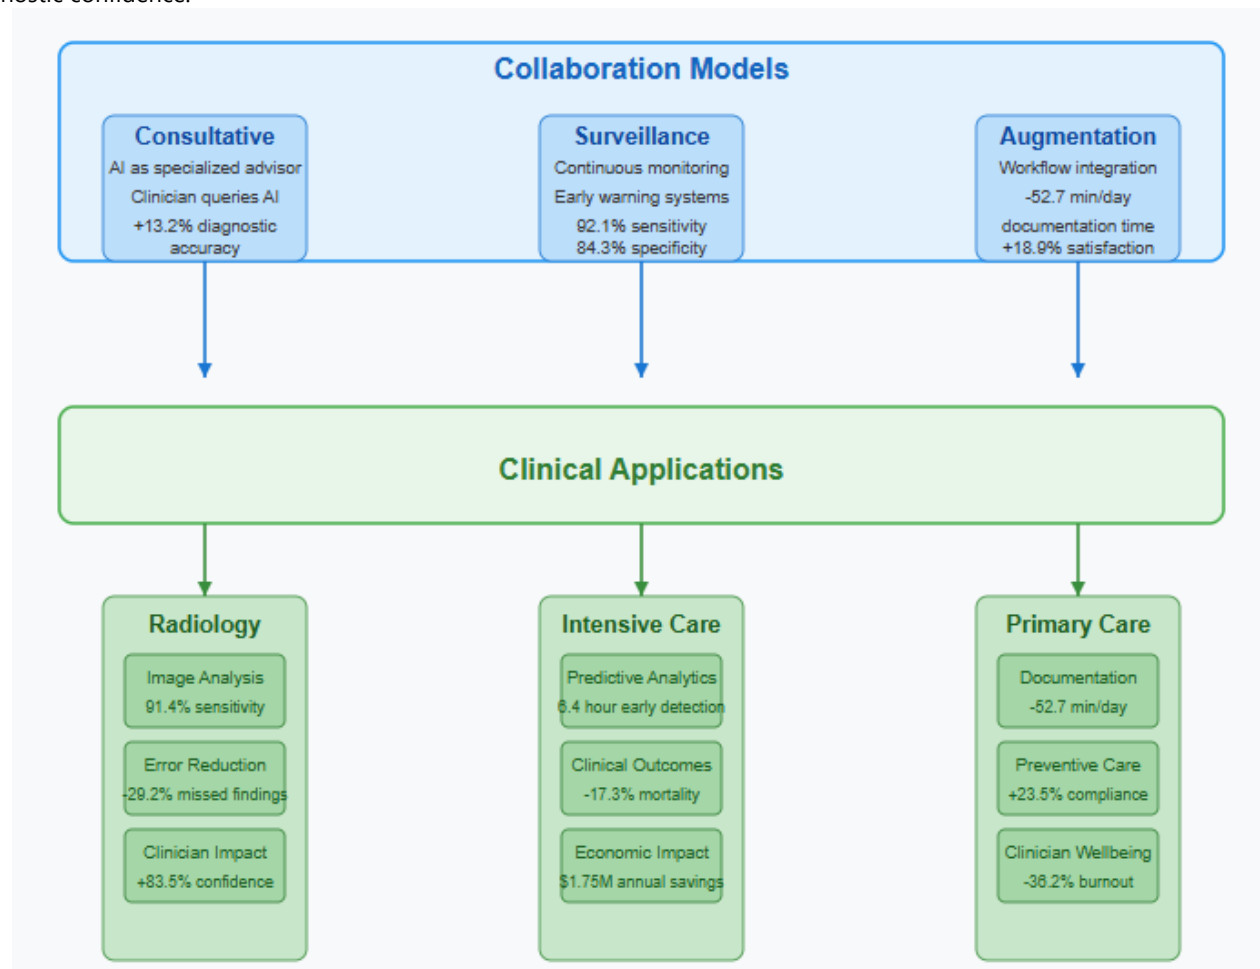 nostic confidence.
Collaboration Models
Consultative
AI as specialized advisor
Clinician queries AI
+13.2% diagnostic
accuracy
Surveillance
Continuous monitoring
Early warning systems
92.1% sensitivity
84.3% specificity
Augmentation
Workflow integration
-52.7 min/day
documentation time
+18.9% satisfaction
Clinical Applications
Radiology
Image Analysis
91.4% sensitivity
Error Reduction
-29.2% missed findings
Clinician Impact
+83.5% confidence
Intensive Care
Predictive Analytics
6.4 hour early detection
Clinical Outcomes
-17.3% mortality
Economic Impact
$1.75M annual savings
Primary Care
Documentation
-52.7 min/day
Preventive Care
+23.5% compliance
Clinician Wellbeing
-36.2% burnout